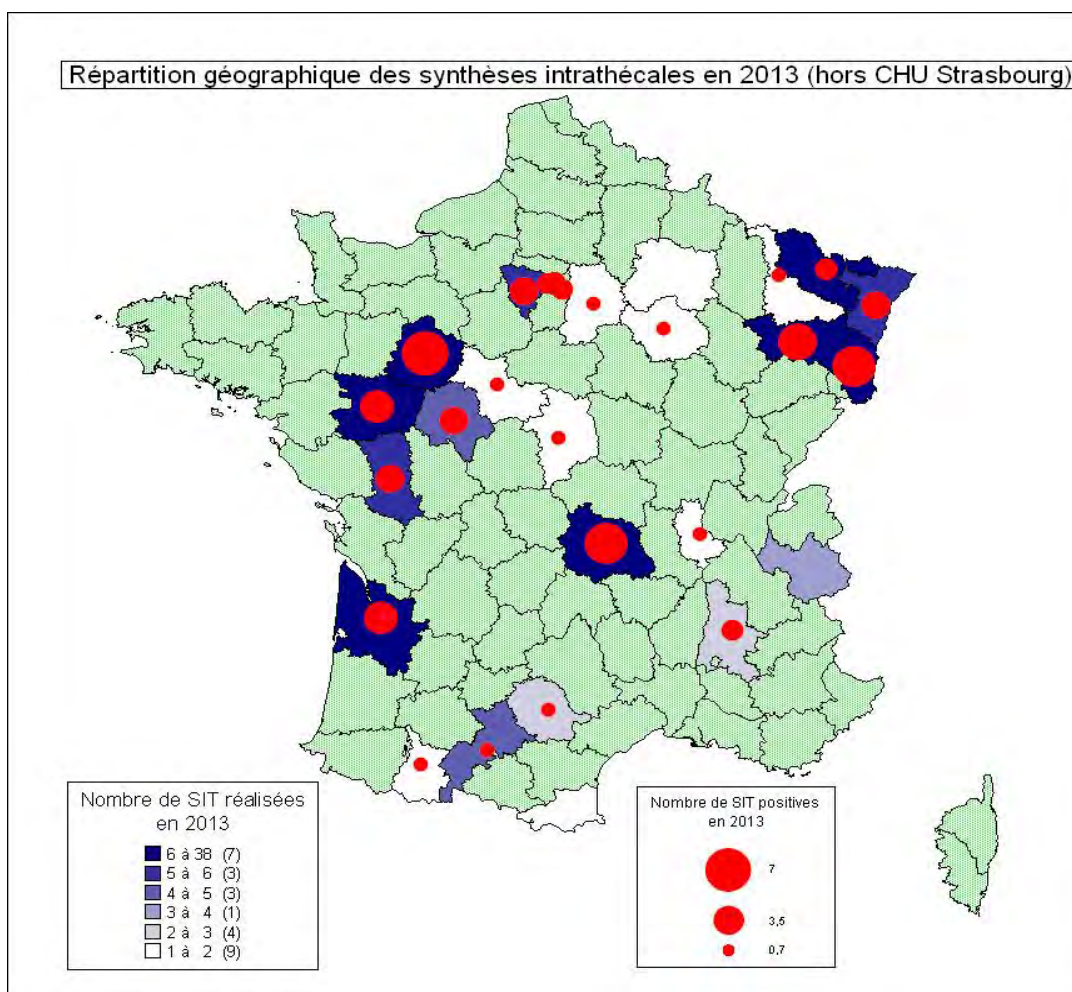 Répartition géographique des synthèses intrathécales en 2013 (hors CHU Strasbourg)
Nombre de SIT réalisées
en 2013
6 à 38 (7)
5 à 6 (3)
4 à 5 (3)
3 à 4 (1)
2 à 3 (4)
1 à 2 (9)
Nombre de SIT positives
en 2013
7
3,5
0,7